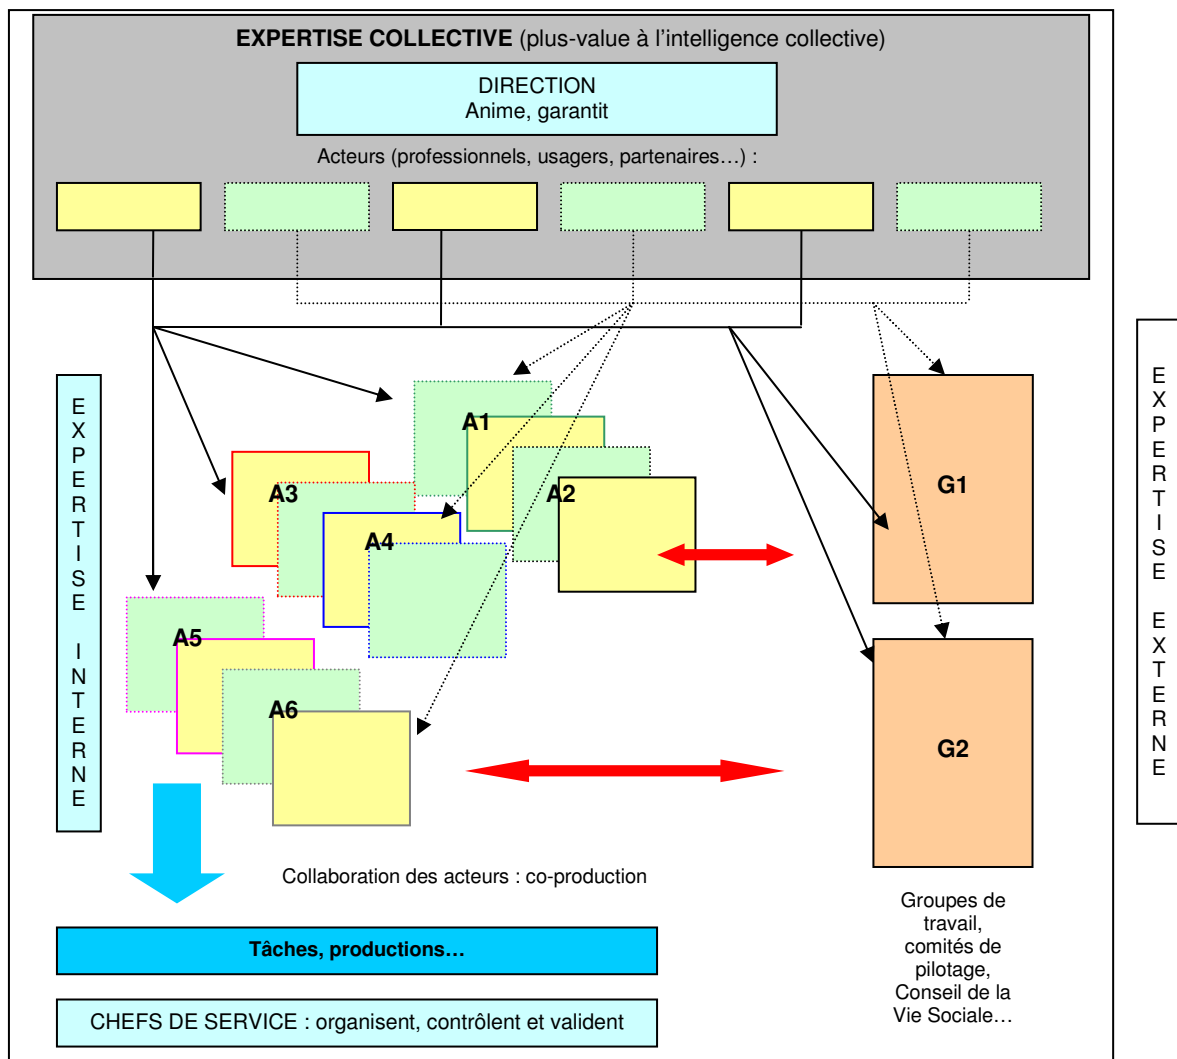 EXPERTISE COLLECTIVE (plus-value à l’intelligence collective)
DIRECTION
Anime, garantit
Acteurs (professionnels, usagers, partenaires…) :
EXPERTISE INTERNE
A1
A2
A3
A4
A5
A6
G1
G2
EXPERTISE EXTERNE
Collaboration des acteurs : co-production
Groupes de
travail,
comités de
pilotage,
Conseil de la
Vie Sociale…
Tâches, productions…
CHEFS DE SERVICE : organisent, contrôlent et valident